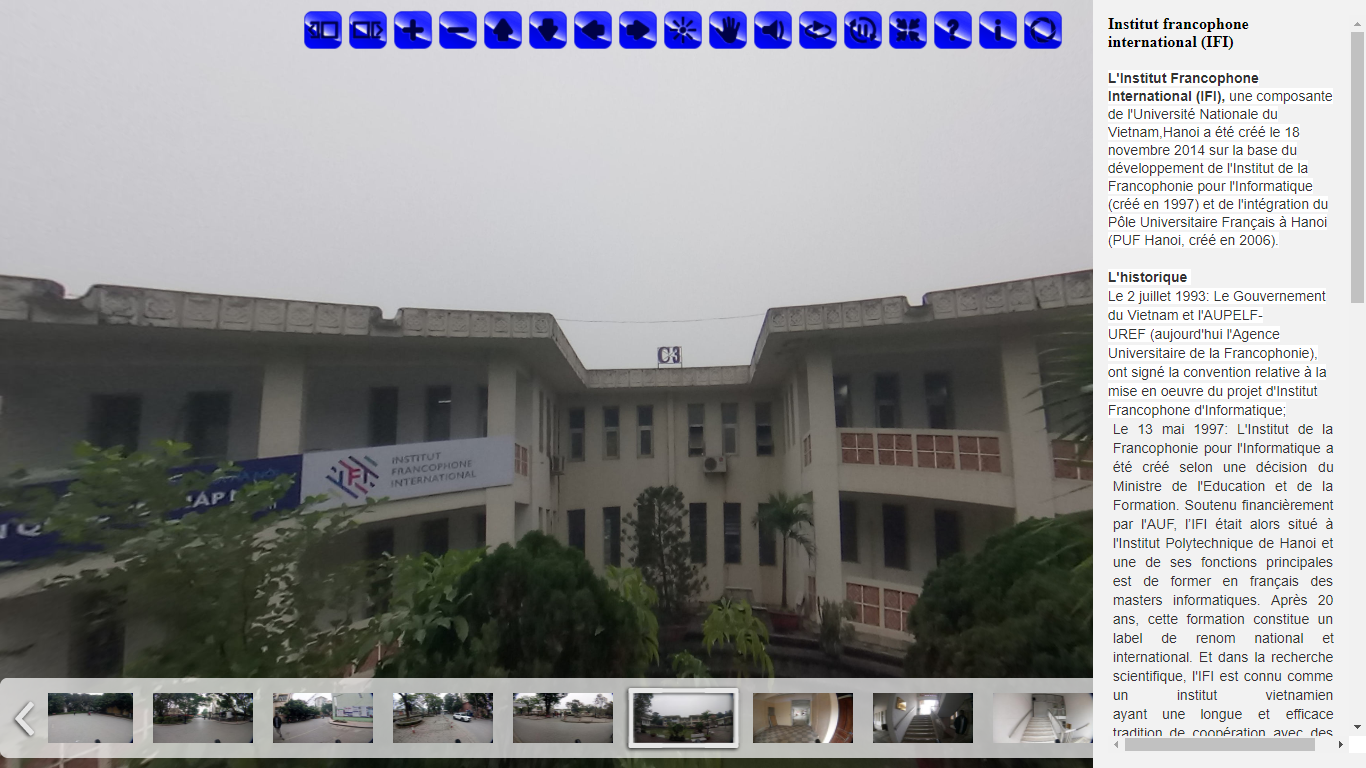 Institut francophone
international (IFI)
L'Institut Francophone
International (IFI), une composante
de l'Université Nationale du
Vietnam,Hanoi a été créé le 18
novembre 2014 sur la base du
développement de l'Institut de la
Francophonie pour l'Informatique
(créé en 1997) et de l'intégration du
Pôle Universitaire Français à Hanoi
(PUF Hanoi, créé en 2006).
L'historique
Le 2 juillet 1993: Le Gouvernement
du Vietnam et l'AUPELF-
UREF (aujourd'hui l'Agence
Universitaire de la Francophonie),
ont signé la convention relative à la
mise en oeuvre du projet d'Institut
Francophone d'Informatique;
Le 13 mai 1997: L'Institut de la
Francophonie pour l'Informatique a
été créé selon une décision du
Ministre de l'Education et de la
Formation. Soutenu financièrement
par l'AUF, l'IFI était alors situé à
l'Institut Polytechnique de Hanoi et
une de ses fonctions principales
est de former en français des
masters informatiques. Après 20
ans, cette formation constitue un
label de renom national et
international. Et dans la recherche
scientifique, l'IFI est connu comme
un institut vietnamien
ayant une longue et efficace
tradition de coopération avec des
C3
IFI
INSTITUT
FRANCOPHONE
INTERNATIONAL